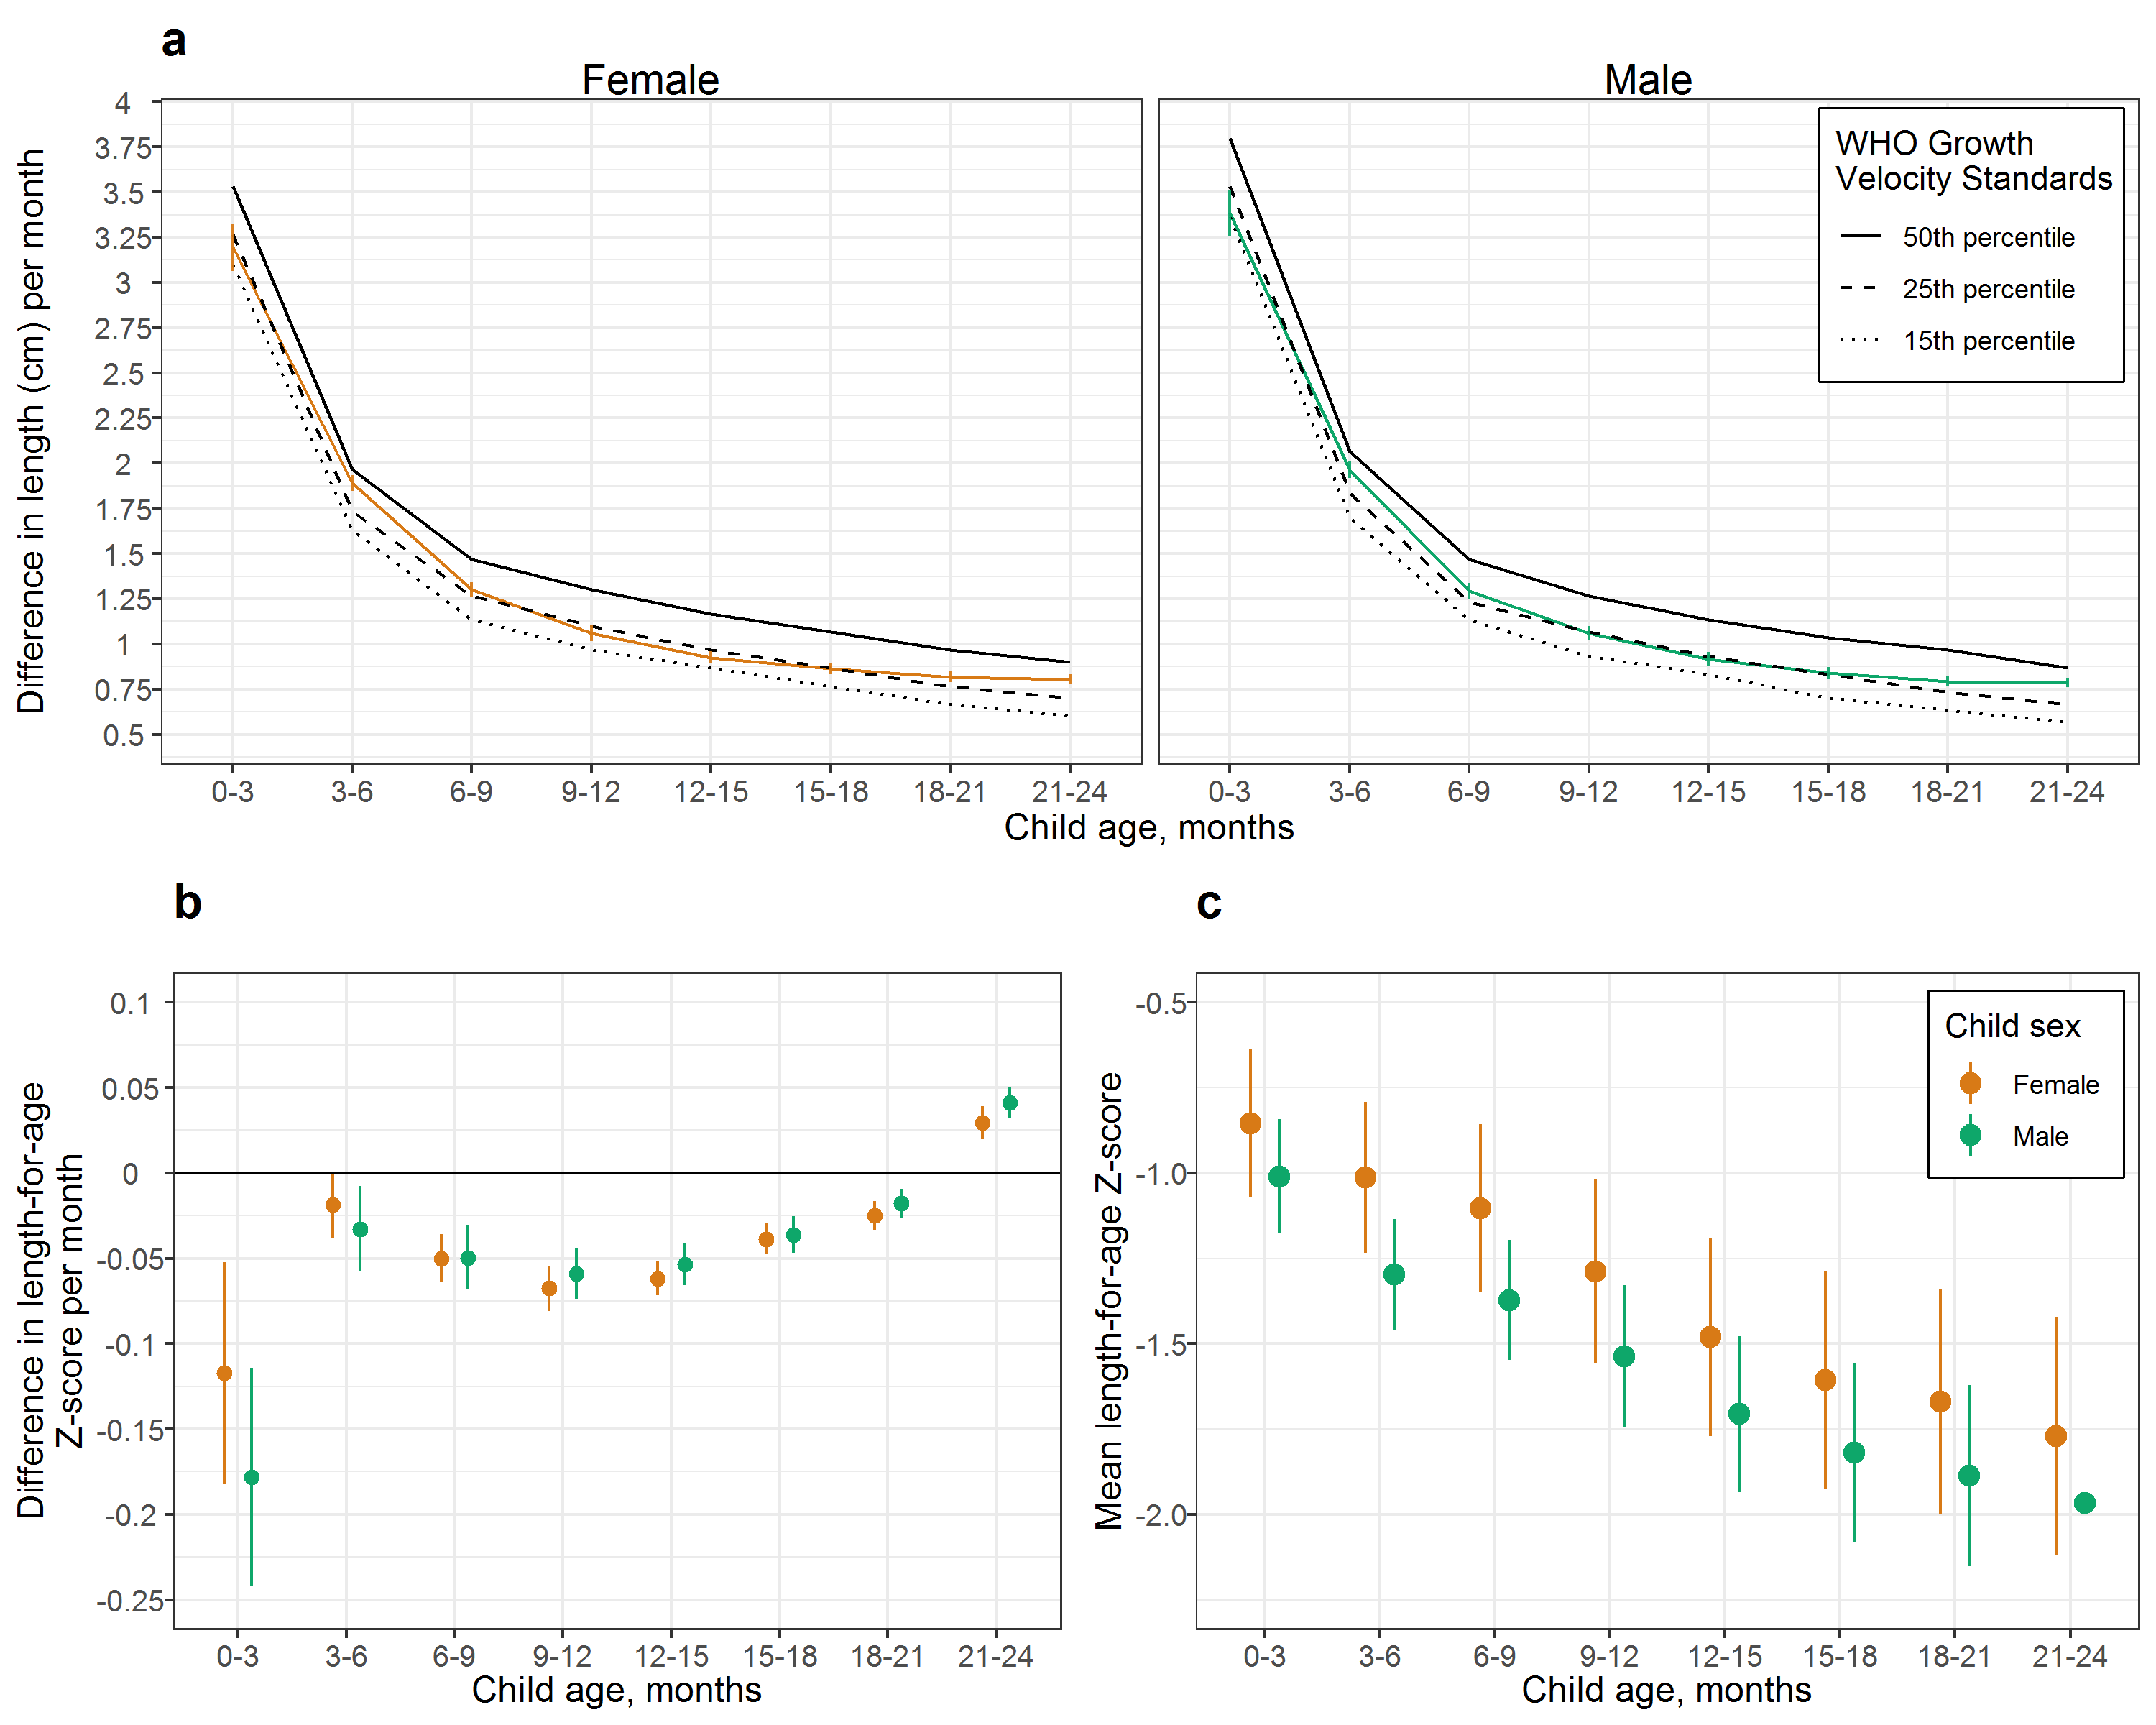 a
Female
Male
Difference in length (cm) per month
4
3.75
3.5
3.25
3
2.75
2.5
2.25
2
1.75
1.5
1.25
1
0.75
0.5
WHO Growth
Velocity Standards
50th percentile
25th percentile
15th percentile
0-3 3-6 6-9 9-12 12-15 15-18 18-21 21-24
0-3 3-6 6-9 9-12 12-15 15-18 18-21 21-24
Child age, months
b
Difference in length-for-age
Z-score per month
0.1
0.05
0
-0.05
-0.1
-0.15
-0.2
-0.25
0-3 3-6 6-9 9-12 12-15 15-18 18-21 21-24
Child age, months
c
Mean length-for-age Z-score
-0.5
-1.0
-1.5
-2.0
Child sex
Female
Male
0-3 3-6 6-9 9-12 12-15 15-18 18-21 21-24
Child age, months